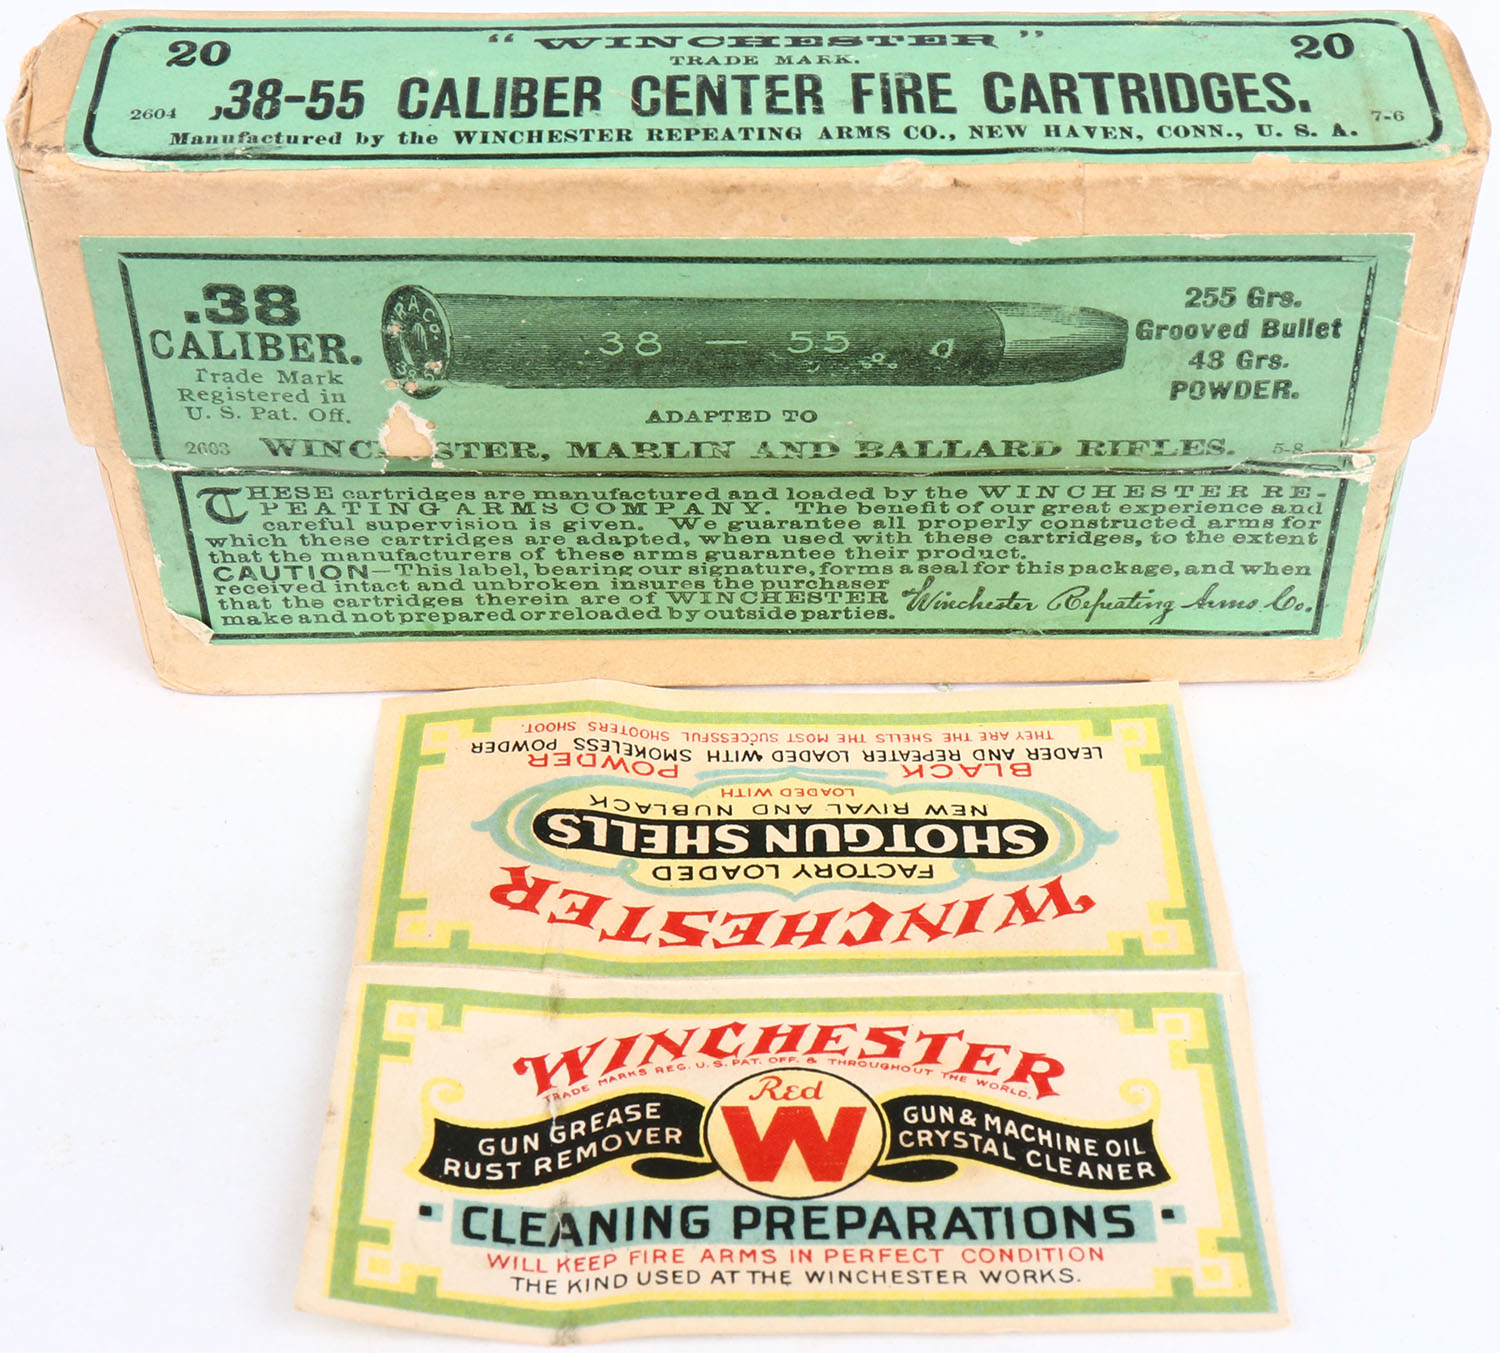 20 "WINCHESTER" 20
TRADE MARK.
2604 .38-55 CALIBER CENTER FIRE CARTRIDGES. 7-6
Manufactured by the WINCHESTER REPEATING ARMS CO., NEW HAVEN, CONN., U. S. A.
.38
CALIBER.
Trade Mark
Registered in
U. S. Pat. Off.
RA CO.
.38 — 55
255 Grs.
Grooved Bullet
48 Grs.
POWDER.
ADAPTED TO
2603 WINCHESTER, MARLIN AND BALLARD RIFLES. 5-8
THESE cartridges are manufactured and loaded by the WINCHESTER RE-
PEATING ARMS COMPANY. The benefit of our great experience and
careful supervision is given. We guarantee all properly constructed arms for
which these cartridges are adapted, when used with these cartridges, to the extent
that the manufacturers of these arms guarantee their product.
CAUTION—This label, bearing our signature, forms a seal for this package, and when
received intact and unbroken insures the purchaser
that the cartridges therein are of WINCHESTER
make and not prepared or reloaded by outside parties.
Winchester Repeating Arms Co.
WINCHESTER
FACTORY LOADED
SHOTGUN SHELLS
NEW RIVAL AND NUBLACK
LOADED WITH
BLACK POWDER
LEADER AND REPEATER LOADED WITH SMOKELESS POWDER
THEY ARE THE SHELLS THE MOST SUCCESSFUL SHOOTERS SHOOT.
WINCHESTER
TRADE MARKS REG. U.S. PAT. OFF. & THROUGHOUT THE WORLD.
Red
W
GUN GREASE
RUST REMOVER
GUN & MACHINE OIL
CRYSTAL CLEANER
· CLEANING PREPARATIONS ·
WILL KEEP FIRE ARMS IN PERFECT CONDITION
THE KIND USED AT THE WINCHESTER WORKS.